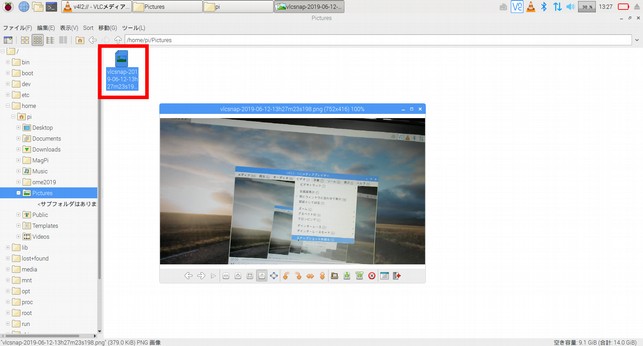 v4l2:// - VLCメディア...
Pictures
pi
vlcsnap-2019-06-12-...
13:27
Pictures
ファイル(F) 編集(E) 表示(V) Sort 移動(G) ツール(L)
/home/pi/Pictures
/
bin
boot
dev
etc
home
pi
Desktop
Documents
Downloads
MagPi
Music
ome2019
Pictures
<サブフォルダはありま
Public
Templates
Videos
lib
lost+found
media
mnt
opt
proc
root
run
vlcsnap-201
9-06-12-13h
27m23s19...
vlcsnap-2019-06-12-13h27m23s198.png (752x416) 100%
"vlcsnap-2019-06-12-13h27m23s198.png" (379.0 KiB) PNG 画像
空き容量: 9.1 GiB (合計: 14.0 GiB)